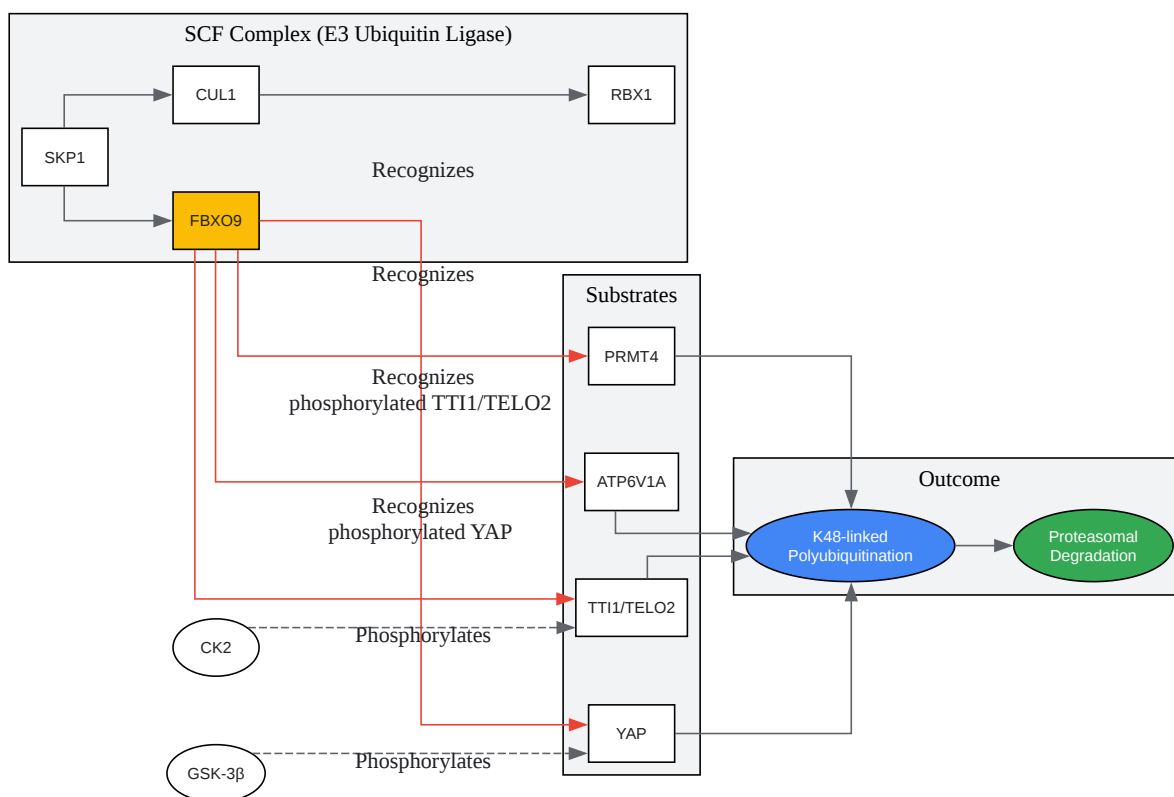 SCF Complex (E3 Ubiquitin Ligase)
CUL1
RBX1
SKP1
Recognizes
FBXO9
Recognizes
Substrates
PRMT4
Recognizes
phosphorylated TTI1/TELO2
ATP6V1A
Outcome
Recognizes
phosphorylated YAP
K48-linked
Polyubiquitination
Proteasomal
Degradation
TTI1/TELO2
CK2
Phosphorylates
YAP
GSK-3β
Phosphorylates